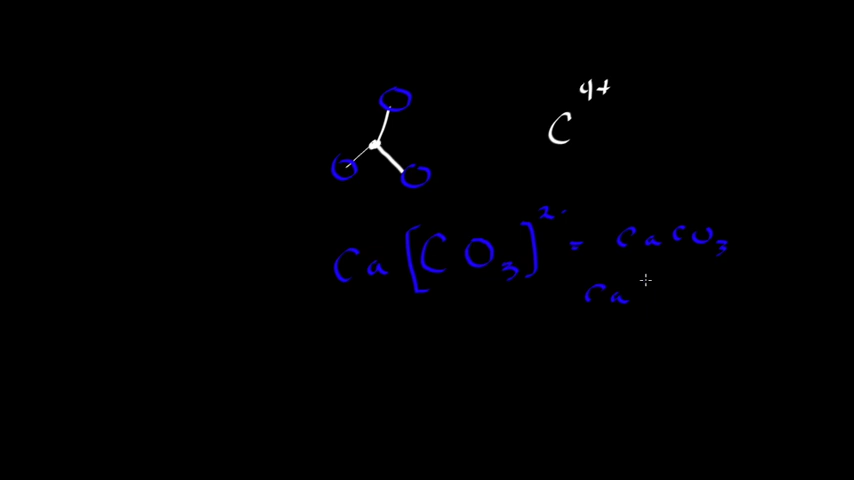 O
C⁴⁺
O O
Ca[CO₃]²⁻ = CaCO₃
Ca